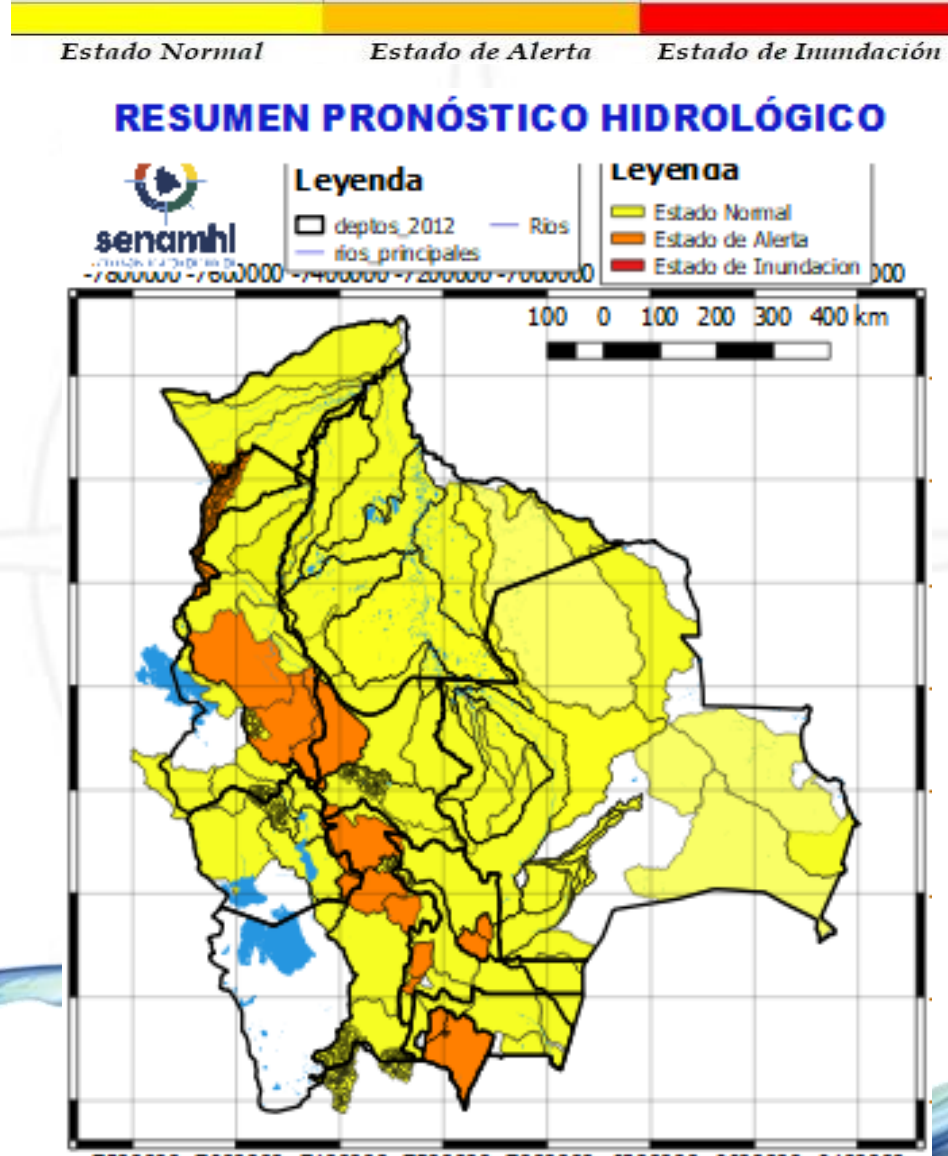 Estado Normal Estado de Alerta Estado de Inundación
RESUMEN PRONÓSTICO HIDROLÓGICO
senamhi
Leyenda
deptos_2012 Rios
rios_principales
Leyenda
Estado Normal
Estado de Alerta
Estado de Inundacion
-7800000 -7600000 -7400000 -7200000 -7000000
100 0 100 200 300 400 km